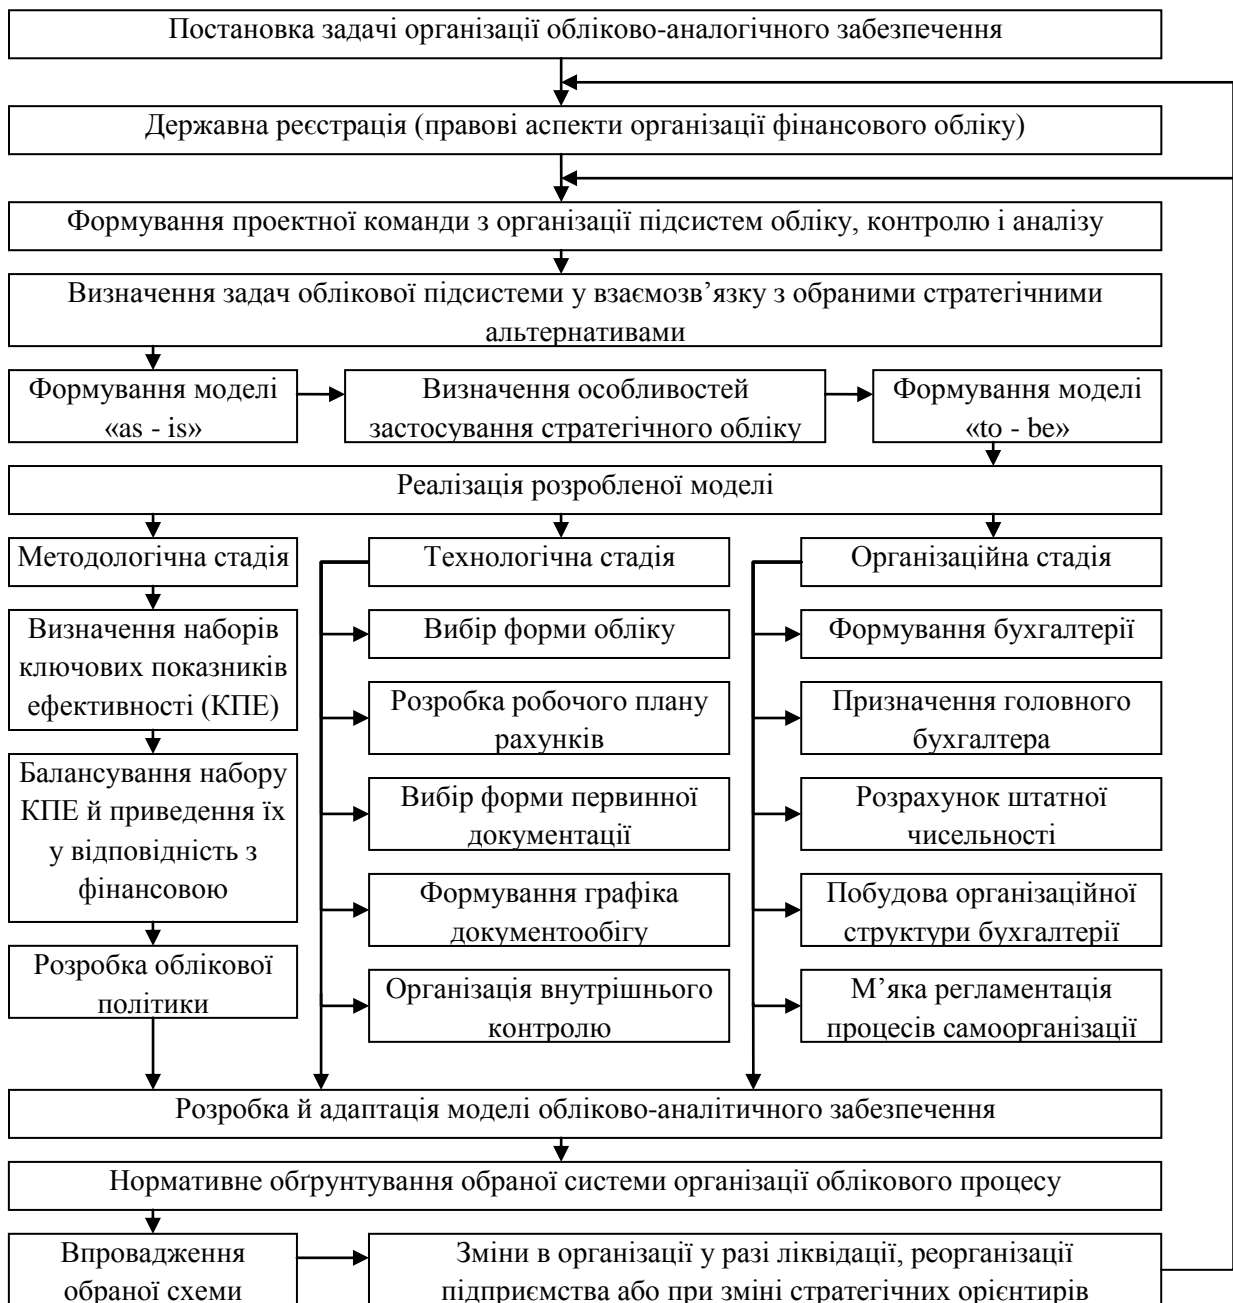 Постановка задачі організації обліково-аналогічного забезпечення
Державна реєстрація (правові аспекти організації фінансового обліку)
Формування проектної команди з організації підсистем обліку, контролю і аналізу
Визначення задач облікової підсистеми у взаємозв’язку з обраними стратегічними
альтернативами
Формування моделі
«as - is»
Визначення особливостей
застосування стратегічного обліку
Формування моделі
«to - be»
Реалізація розробленої моделі
Методологічна стадія
Визначення наборів
ключових показників
ефективності (КПЕ)
Балансування набору
КПЕ й приведення їх
у відповідність з
фінансовою
Розробка облікової
політики
Технологічна стадія
Вибір форми обліку
Розробка робочого плану
рахунків
Вибір форми первинної
документації
Формування графіка
документообігу
Організація внутрішнього
контролю
Організаційна стадія
Формування бухгалтерії
Призначення головного
бухгалтера
Розрахунок штатної
чисельності
Побудова організаційної
структури бухгалтерії
М’яка регламентація
процесів самоорганізації
Розробка й адаптація моделі обліково-аналітичного забезпечення
Нормативне обґрунтування обраної системи організації облікового процесу
Впровадження
обраної схеми
Зміни в організації у разі ліквідації, реорганізації
підприємства або при зміні стратегічних орієнтирів